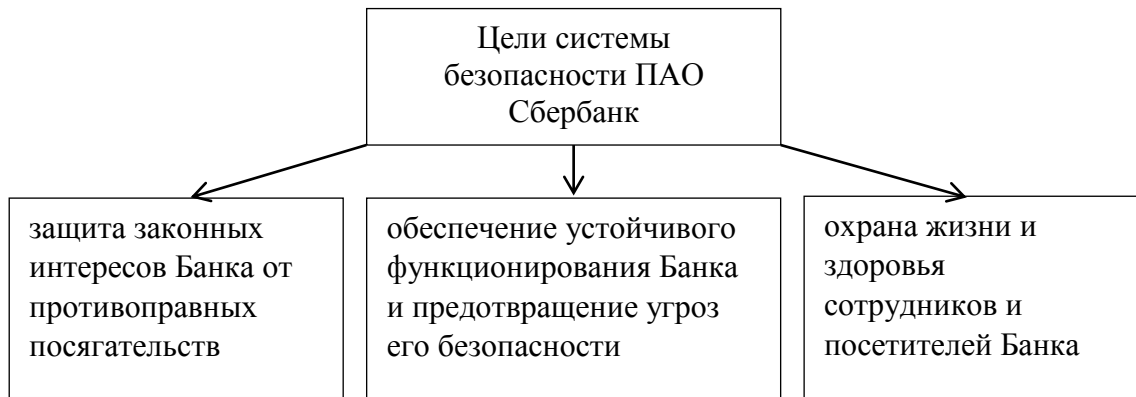 Цели системы
безопасности ПАО
Сбербанк
защита законных
интересов Банка от
противоправных
посягательств
обеспечение устойчивого
функционирования Банка
и предотвращение угроз
его безопасности
охрана жизни и
здоровья
сотрудников и
посетителей Банка